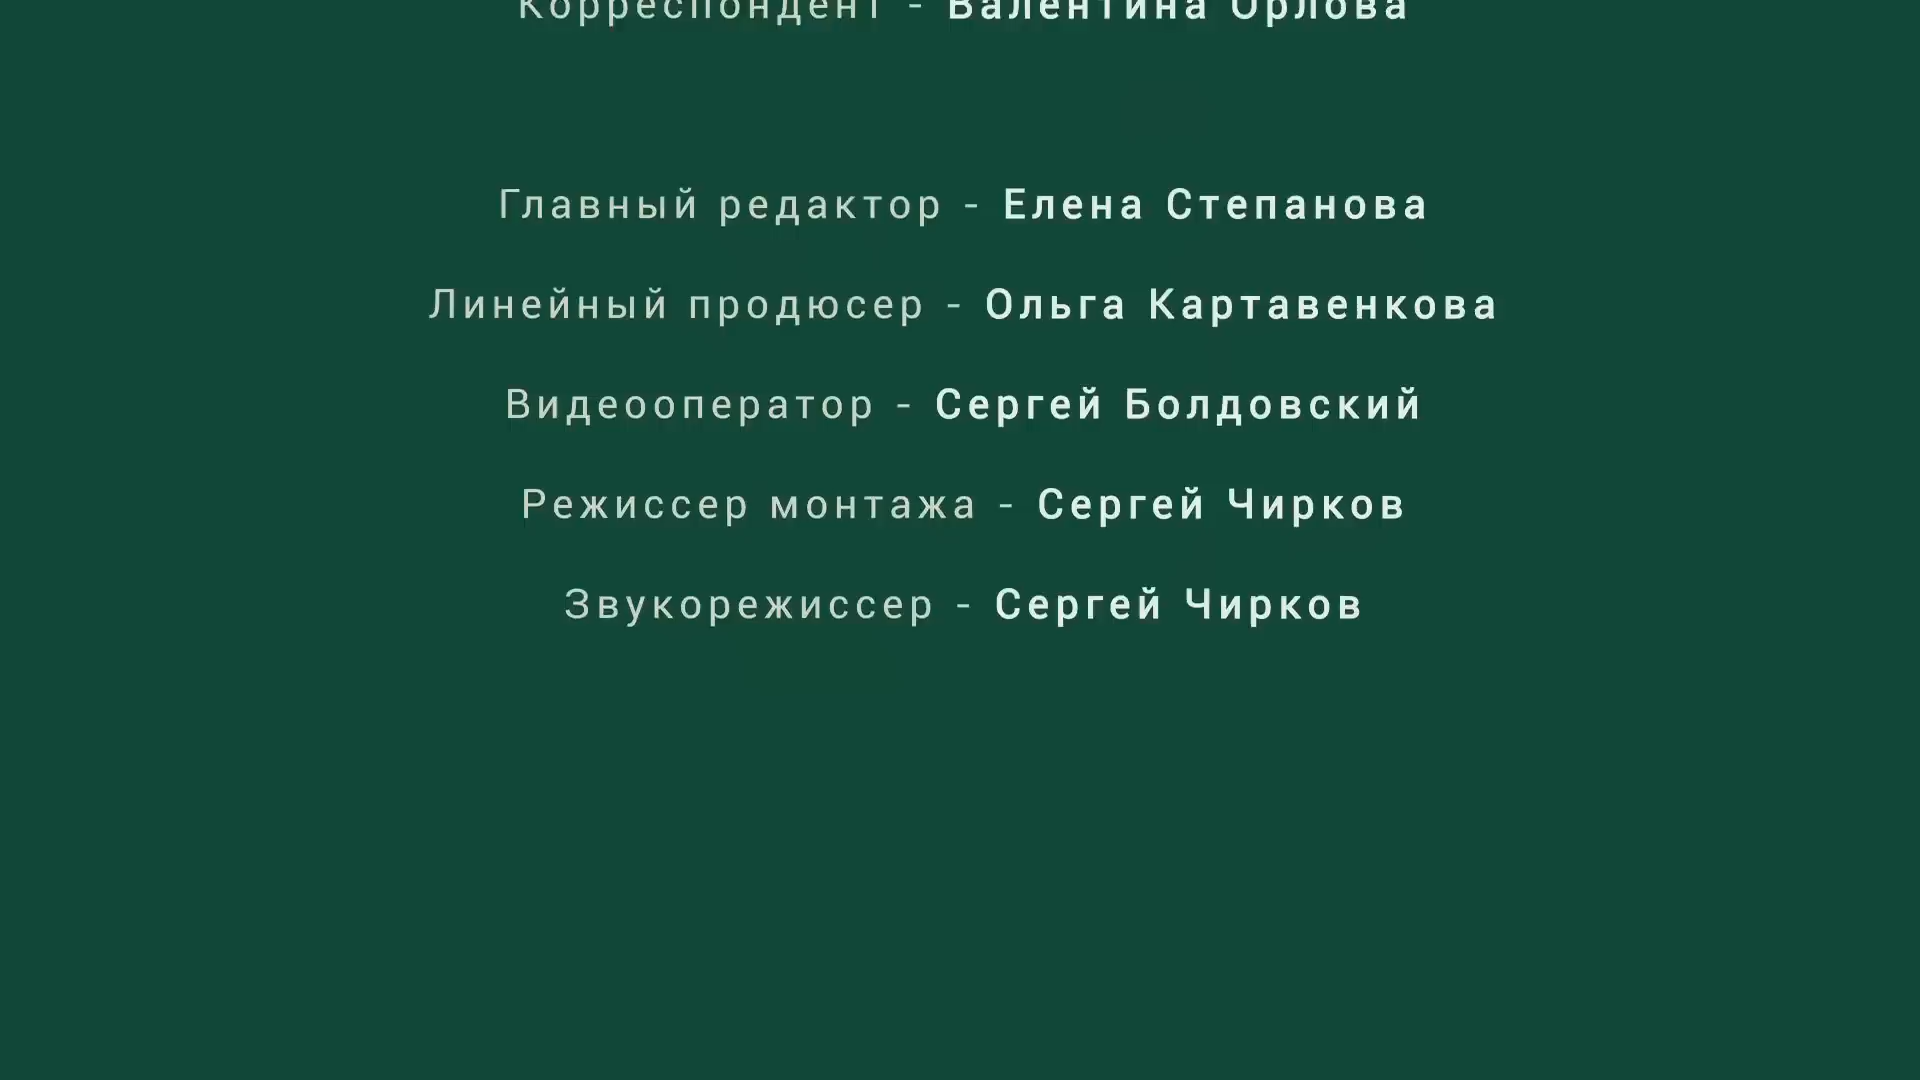 Корреспондент - Валентина Орлова
Главный редактор - Елена Степанова
Линейный продюсер - Ольга Картавенкова
Видеооператор - Сергей Болдовский
Режиссер монтажа - Сергей Чирков
Звукорежиссер - Сергей Чирков